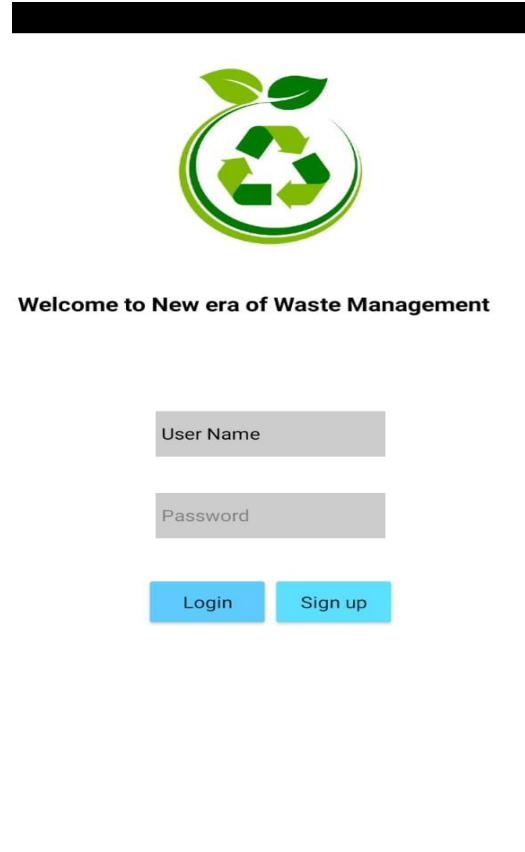 Welcome to New era of Waste Management
User Name
Password
Login
Sign up